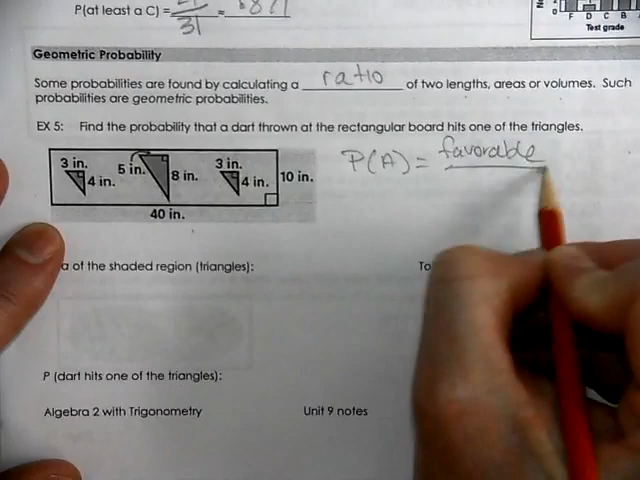 P(at least a C) = 27/31 ≈ .871
0
F D C B
Test grade
Geometric Probability
Some probabilities are found by calculating a ratio of two lengths, areas or volumes. Such
probabilities are geometric probabilities.
EX 5: Find the probability that a dart thrown at the rectangular board hits one of the triangles.
P(A) = favorable
3 in. 5 in. 3 in.
4 in. 8 in. 4 in. 10 in.
40 in.
a of the shaded region (triangles): To
P (dart hits one of the triangles):
Algebra 2 with Trigonometry Unit 9 notes